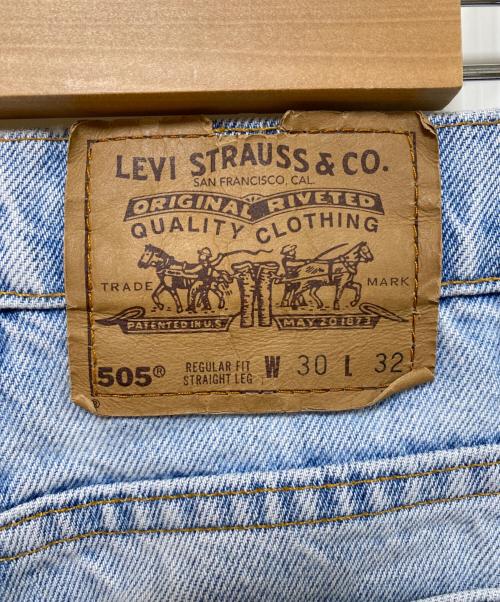 LEVI STRAUSS & CO.
SAN FRANCISCO, CAL.
ORIGINAL RIVETED
QUALITY CLOTHING
TRADE MARK
PATENTED IN U.S. MAY 20 1873
505® REGULAR FIT W 30 L 32
STRAIGHT LEG
®